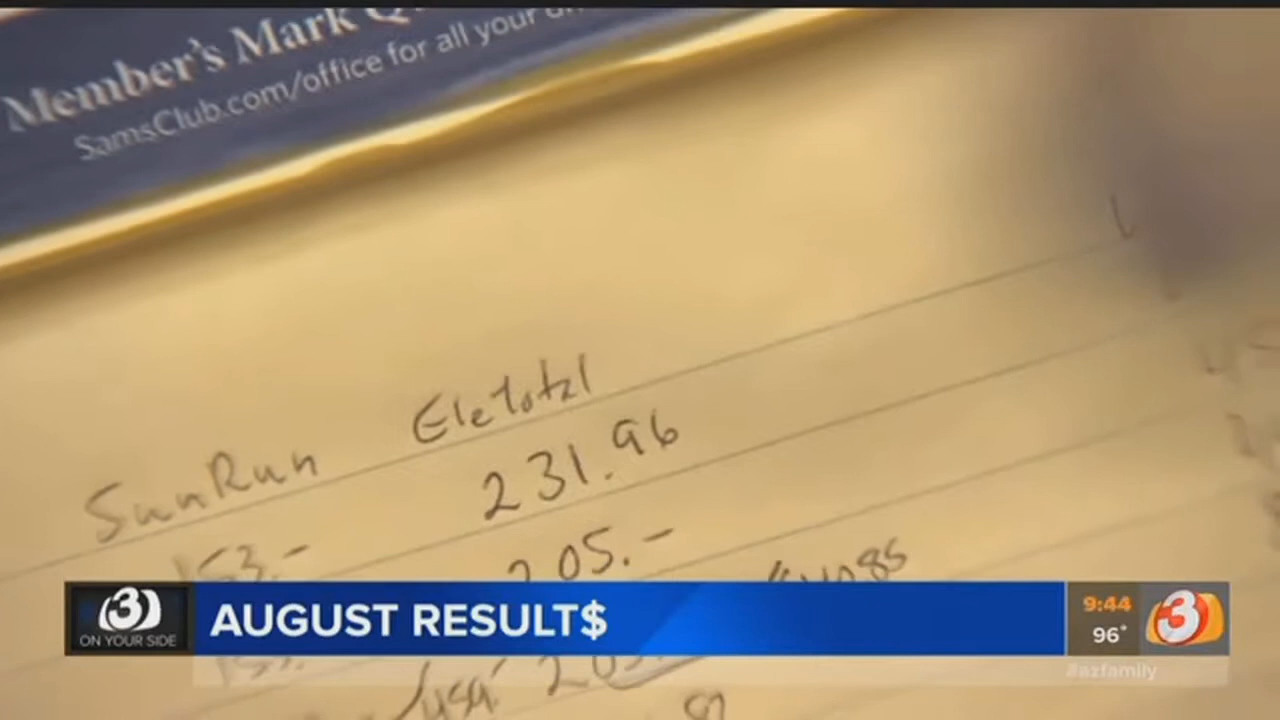 Member's Mark
SamsClub.com/office for all your
EleTotal
SunRun
231.96
153.-
205.-
3
ON YOUR SIDE
AUGUST RESULT$
9:44
96°
3
#azfamily